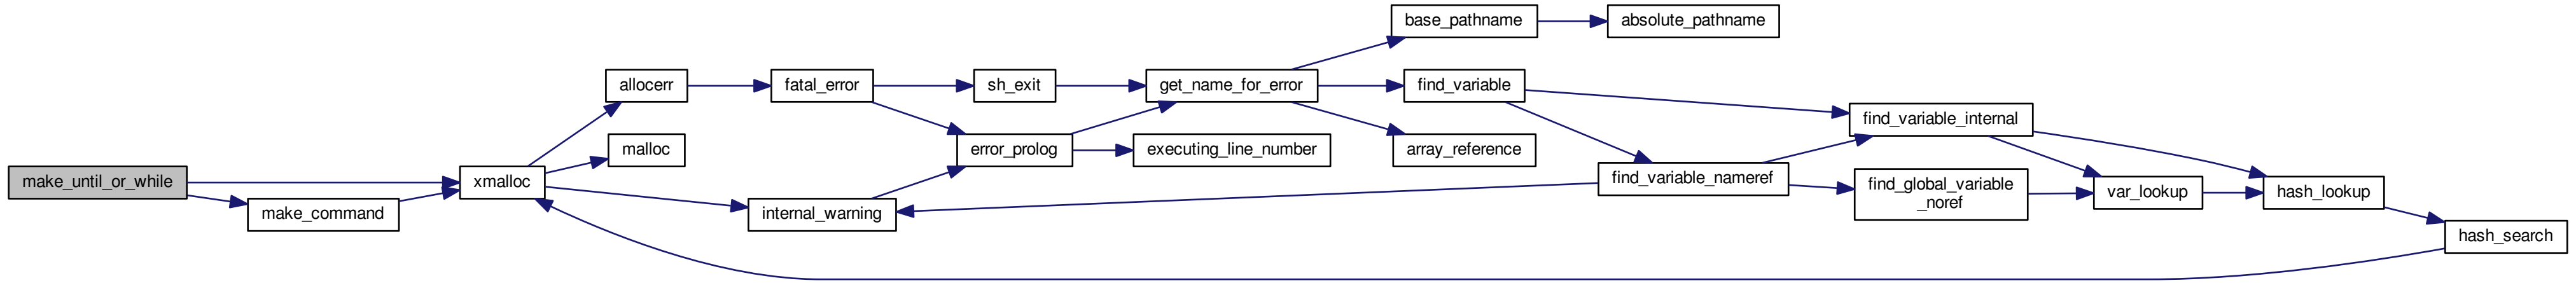 make_until_or_while
make_command
xmalloc
allocerr
malloc
internal_warning
fatal_error
sh_exit
error_prolog
get_name_for_error
executing_line_number
base_pathname
find_variable
array_reference
absolute_pathname
find_variable_nameref
find_variable_internal
find_global_variable
_noref
var_lookup
hash_lookup
hash_search